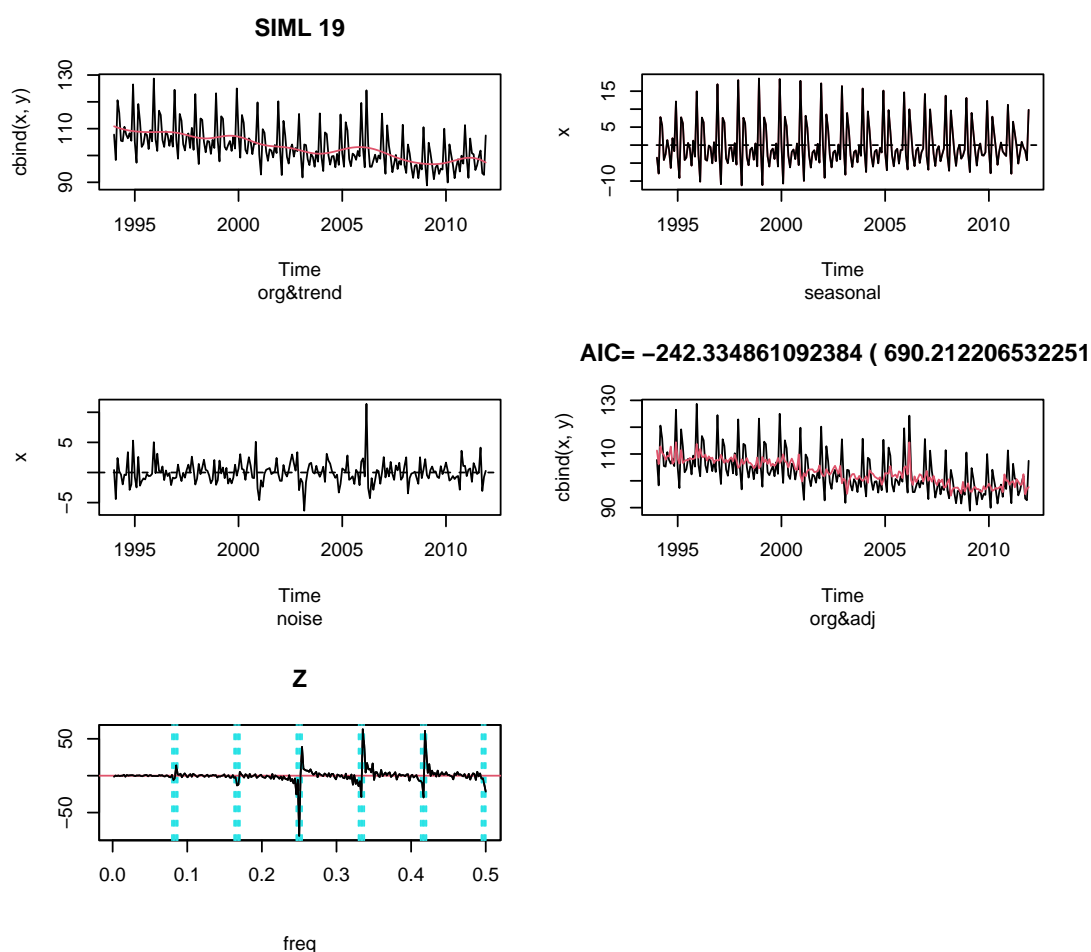 SIML 19
cbind(x, y)
130
110
90
1995 2000 2005 2010
Time
org&trend
x
15
5
−10
1995 2000 2005 2010
Time
seasonal
x
5
−5
1995 2000 2005 2010
Time
noise
AIC= −242.334861092384 ( 690.212206532251
cbind(x, y)
130
110
90
1995 2000 2005 2010
Time
org&adj
Z
50
−50
0.0 0.1 0.2 0.3 0.4 0.5
freq